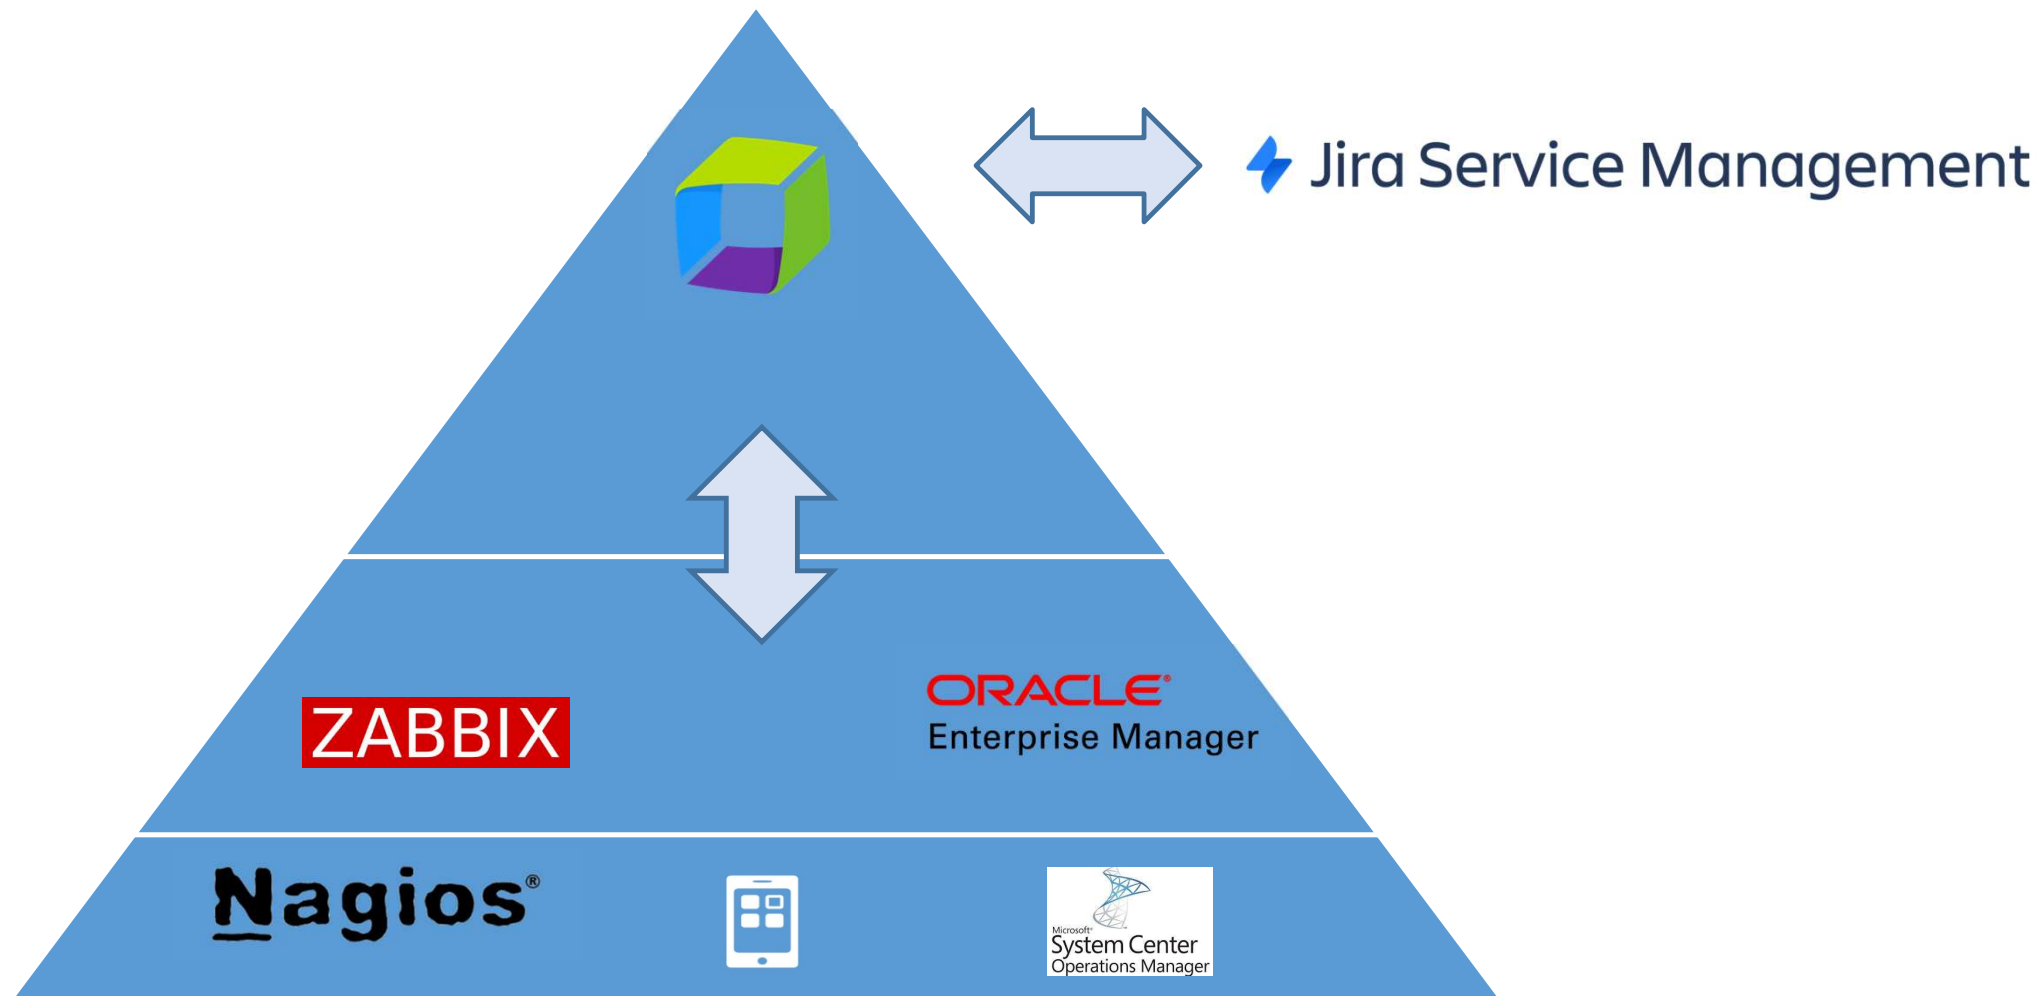 Jira Service Management
ZABBIX
ORACLE®
Enterprise Manager
Nagios®
Microsoft®
System Center
Operations Manager